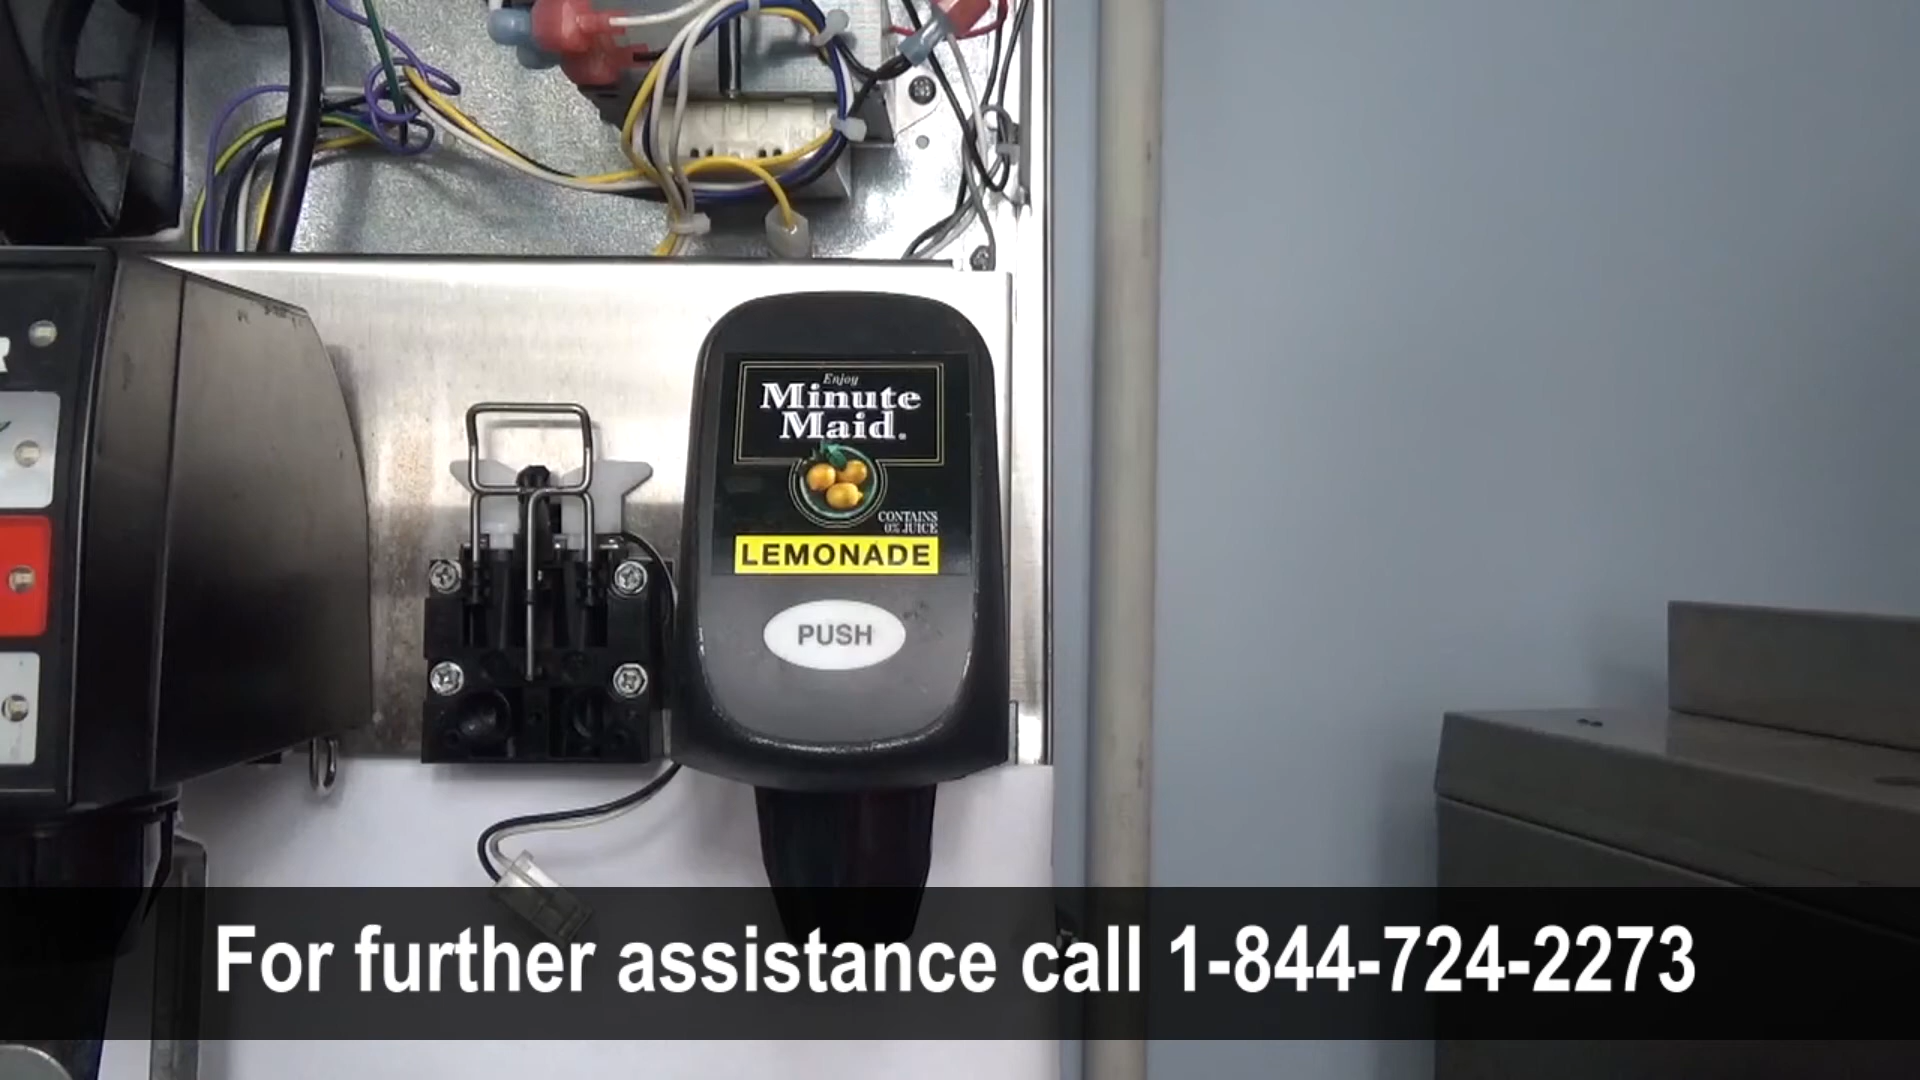 Enjoy
Minute
Maid.
CONTAINS
0% JUICE
LEMONADE
PUSH
For further assistance call 1-844-724-2273